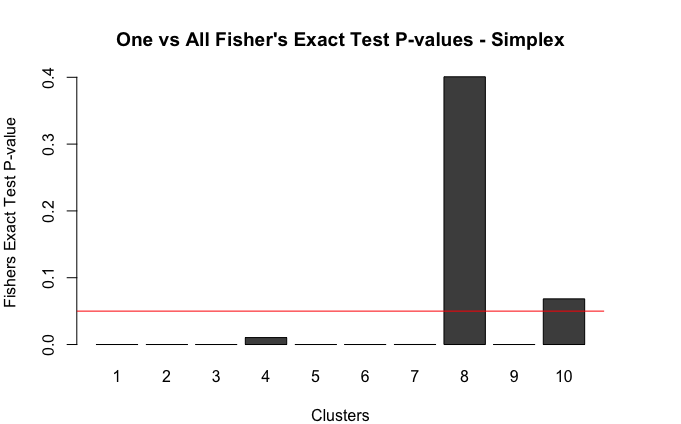 One vs All Fisher's Exact Test P-values - Simplex
Fishers Exact Test P-value
0.4
0.3
0.2
0.1
0.0
1 2 3 4 5 6 7 8 9 10
Clusters